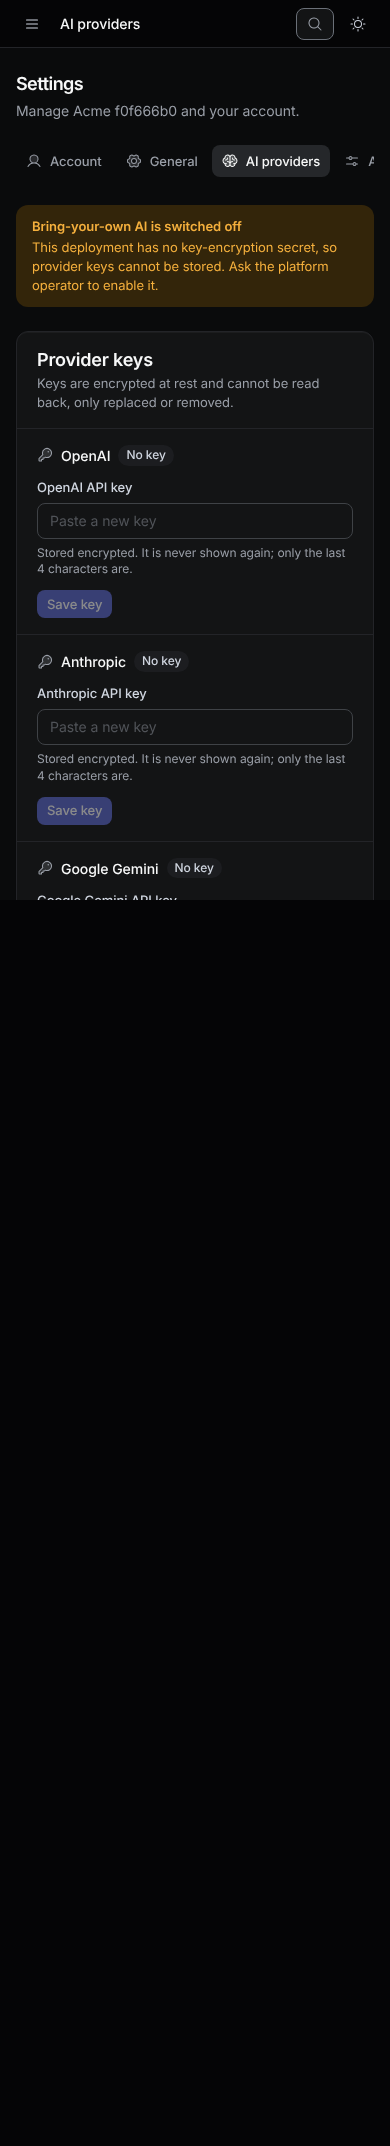 AI providers
Settings
Manage Acme f0f666b0 and your account.
Account
General
AI providers
A
Bring-your-own AI is switched off
This deployment has no key-encryption secret, so
provider keys cannot be stored. Ask the platform
operator to enable it.
Provider keys
Keys are encrypted at rest and cannot be read
back, only replaced or removed.
OpenAI No key
OpenAI API key
Paste a new key
Stored encrypted. It is never shown again; only the last
4 characters are.
Save key
Anthropic No key
Anthropic API key
Paste a new key
Stored encrypted. It is never shown again; only the last
4 characters are.
Save key
Google Gemini No key
Google Gemini API key